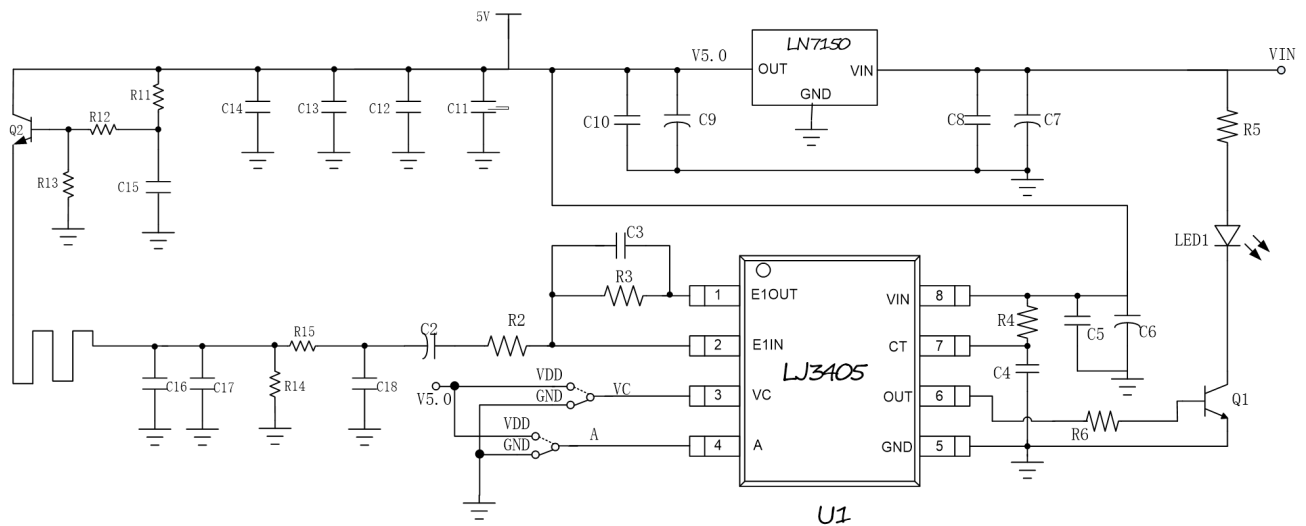 5V
LN7150
V5.0
OUT
VIN
GND
VIN
R11
C14
C13
C12
C11
C10
C9
C8
C7
R5
Q2
R12
R13
C15
LED1
C3
R3
1
E1OUT
VIN
8
R4
C5
C6
R15
C2
R2
2
E1IN
CT
7
LJ3405
C16
C17
R14
C18
VDD
GND
VC
V5.0
3
VC
OUT
6
C4
Q1
R6
VDD
GND
A
4
A
GND
5
U1